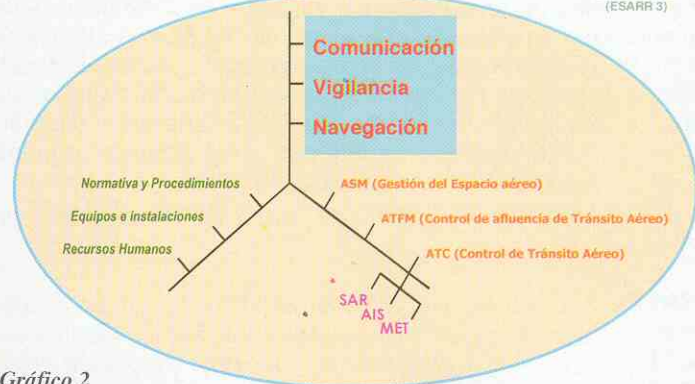 (ESARR 3)
Comunicación
Vigilancia
Navegación
Normativa y Procedimientos
Equipos e instalaciones
Recursos Humanos
ASM (Gestión del Espacio aéreo)
ATFM (Control de afluencia de Tránsito Aéreo)
ATC (Control de Tránsito Aéreo)
SAR
AIS
MET
Gráfico 2